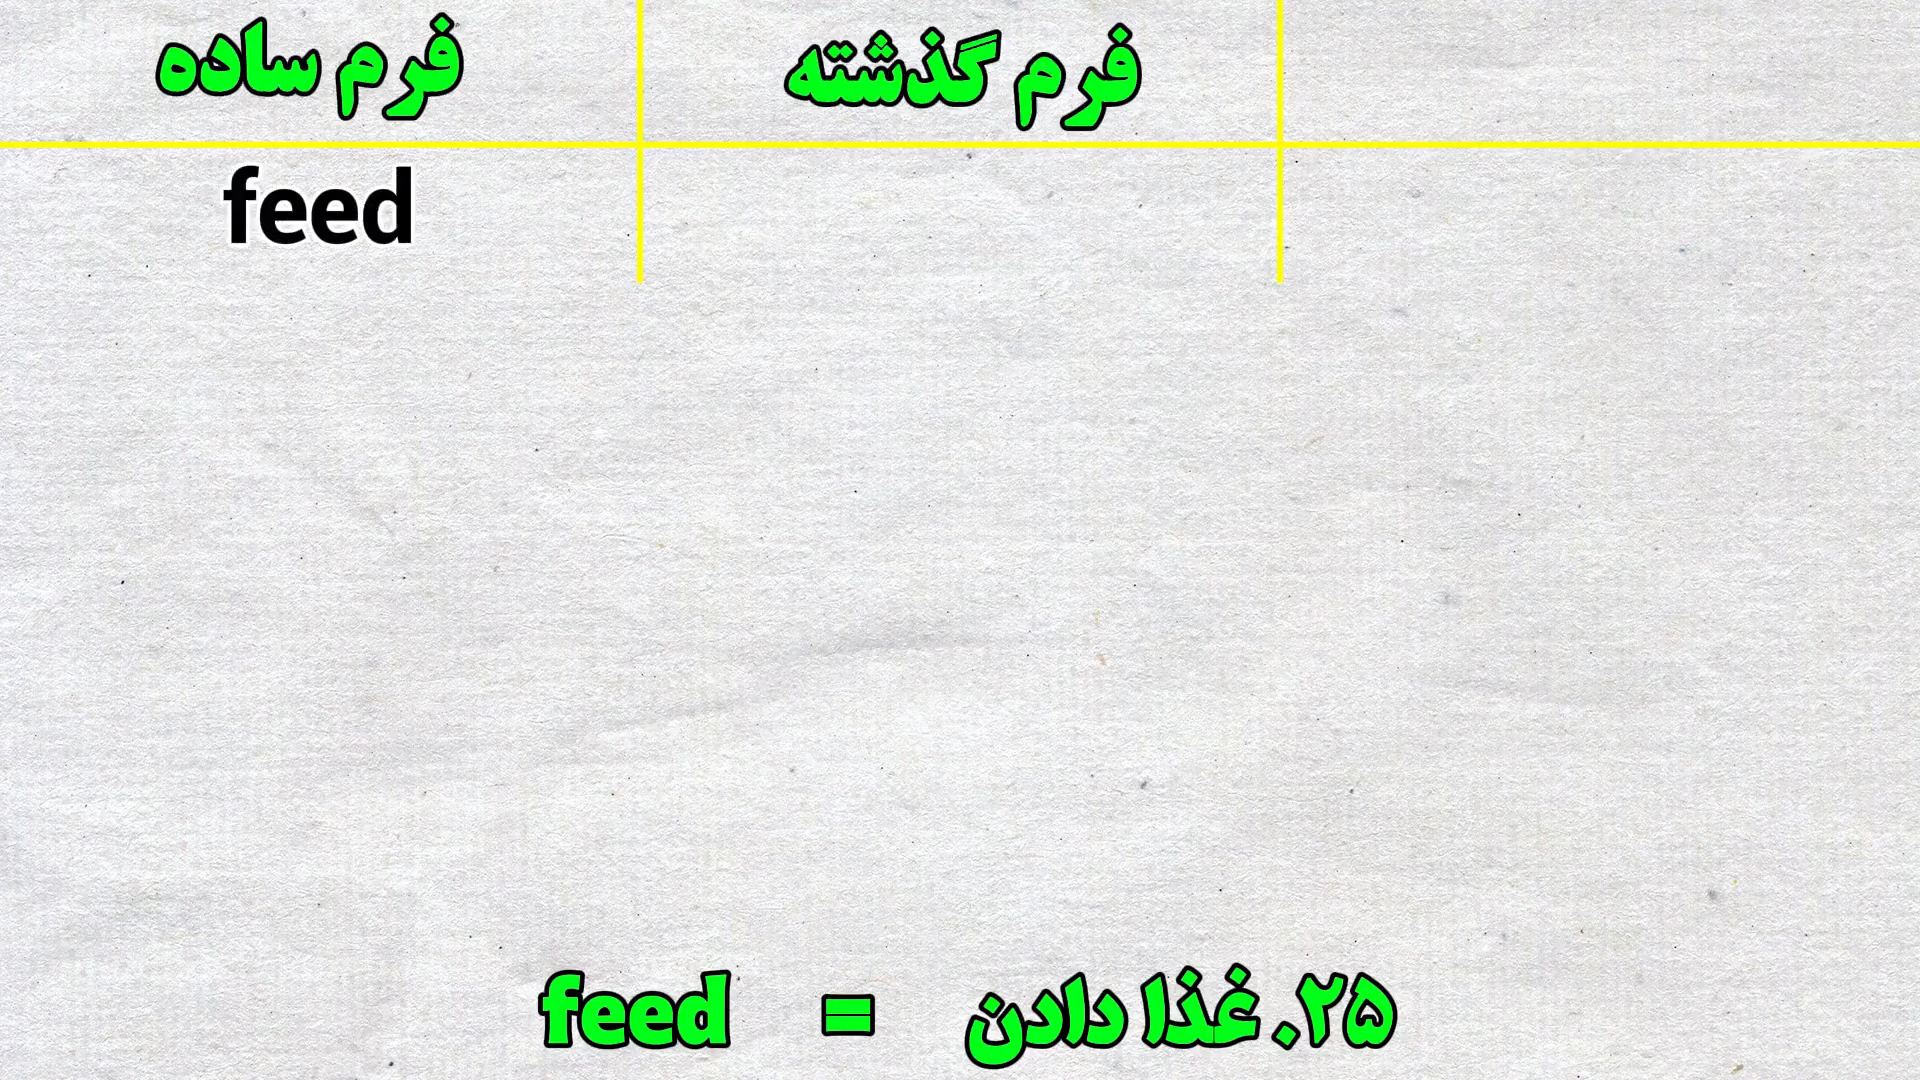 فرم ساده
فرم گذشته
feed
۲۵. غذا دادن = feed